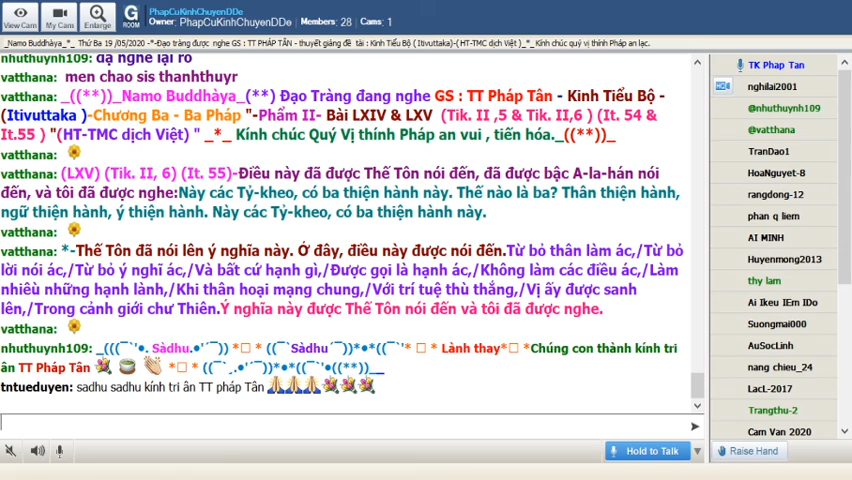 View Cam
My Cam
Enlarge
G
ROOM
PhapCuKinhChuyenDDe
Owner: PhapCuKinhChuyenDDe
Members: 28
Cams: 1
_Namo Buddhàya_*_ Thứ Ba 19 /05/2020 -*-Đạo tràng được nghe GS : TT PHÁP TÂN - thuyết giảng đề tài : Kinh Tiểu Bộ ( Itivuttaka)-( HT-TMC dịch Việt )_*_ Kính chúc quý vị thính Pháp an lạc.
nhuthuynh109: dạ nghe lại rõ
vatthana: men chao sis thanhthuyr
vatthana: _((**))_Namo Buddhàya_(**) Đạo Tràng đang nghe GS : TT Pháp Tân - Kinh Tiểu Bộ -
(Itivuttaka )-Chương Ba - Ba Pháp "-Phẩm II- Bài LXIV & LXV (Tik. II ,5 & Tik. II,6 ) (It. 54 &
It.55 ) "(HT-TMC dịch Việt) " _*_ Kính chúc Quý Vị thính Pháp an vui , tiến hóa._((**))_
vatthana:
vatthana: (LXV) (Tik. II, 6) (It. 55)-Điều này đã được Thế Tôn nói đến, đã được bậc A-la-hán nói
đến, và tôi đã được nghe:Này các Tỷ-kheo, có ba thiện hành này. Thế nào là ba? Thân thiện hành,
ngữ thiện hành, ý thiện hành. Này các Tỷ-kheo, có ba thiện hành này.
vatthana:
vatthana: *-Thế Tôn đã nói lên ý nghĩa này. Ở đây, điều này được nói đến.Từ bỏ thân làm ác,/Từ bỏ
lời nói ác,/Từ bỏ ý nghĩ ác,/Và bất cứ hạnh gì,/Được gọi là hạnh ác,/Không làm các điều ác,/Làm
nhiêù những hạnh lành,/Khi thân hoại mạng chung,/Với trí tuệ thù thắng,/Vị ấy được sanh
lên,/Trong cảnh giới chư Thiên.Ý nghĩa này được Thế Tôn nói đến và tôi đã được nghe.
vatthana:
nhuthuynh109: _(((¯`'•. Sàdhu.•'´¯)) *□ * ((¯`Sàdhu´¯))*•*((¯`'* □ * Lành thay*□ *Chúng con thành kính tri
ân TT Pháp Tân *□ * ((¯`¸.•'´¯))*•*((¯`'•((**))__
tntueduyen: sadhu sadhu kính tri ân TT pháp Tân
Hold to Talk
TK Phap Tan
nghilai2001
@nhuthuynh109
@vatthana
TranDao1
HoaNguyet-8
rangdong-12
phan q liem
AI MINH
Huyenmong2013
thy lam
Ai Ikeu IEm IDo
Suongmai000
AuSocLinh
nang chieu_24
LacL-2017
Trangthu-2
Cam Van 2020
Raise Hand